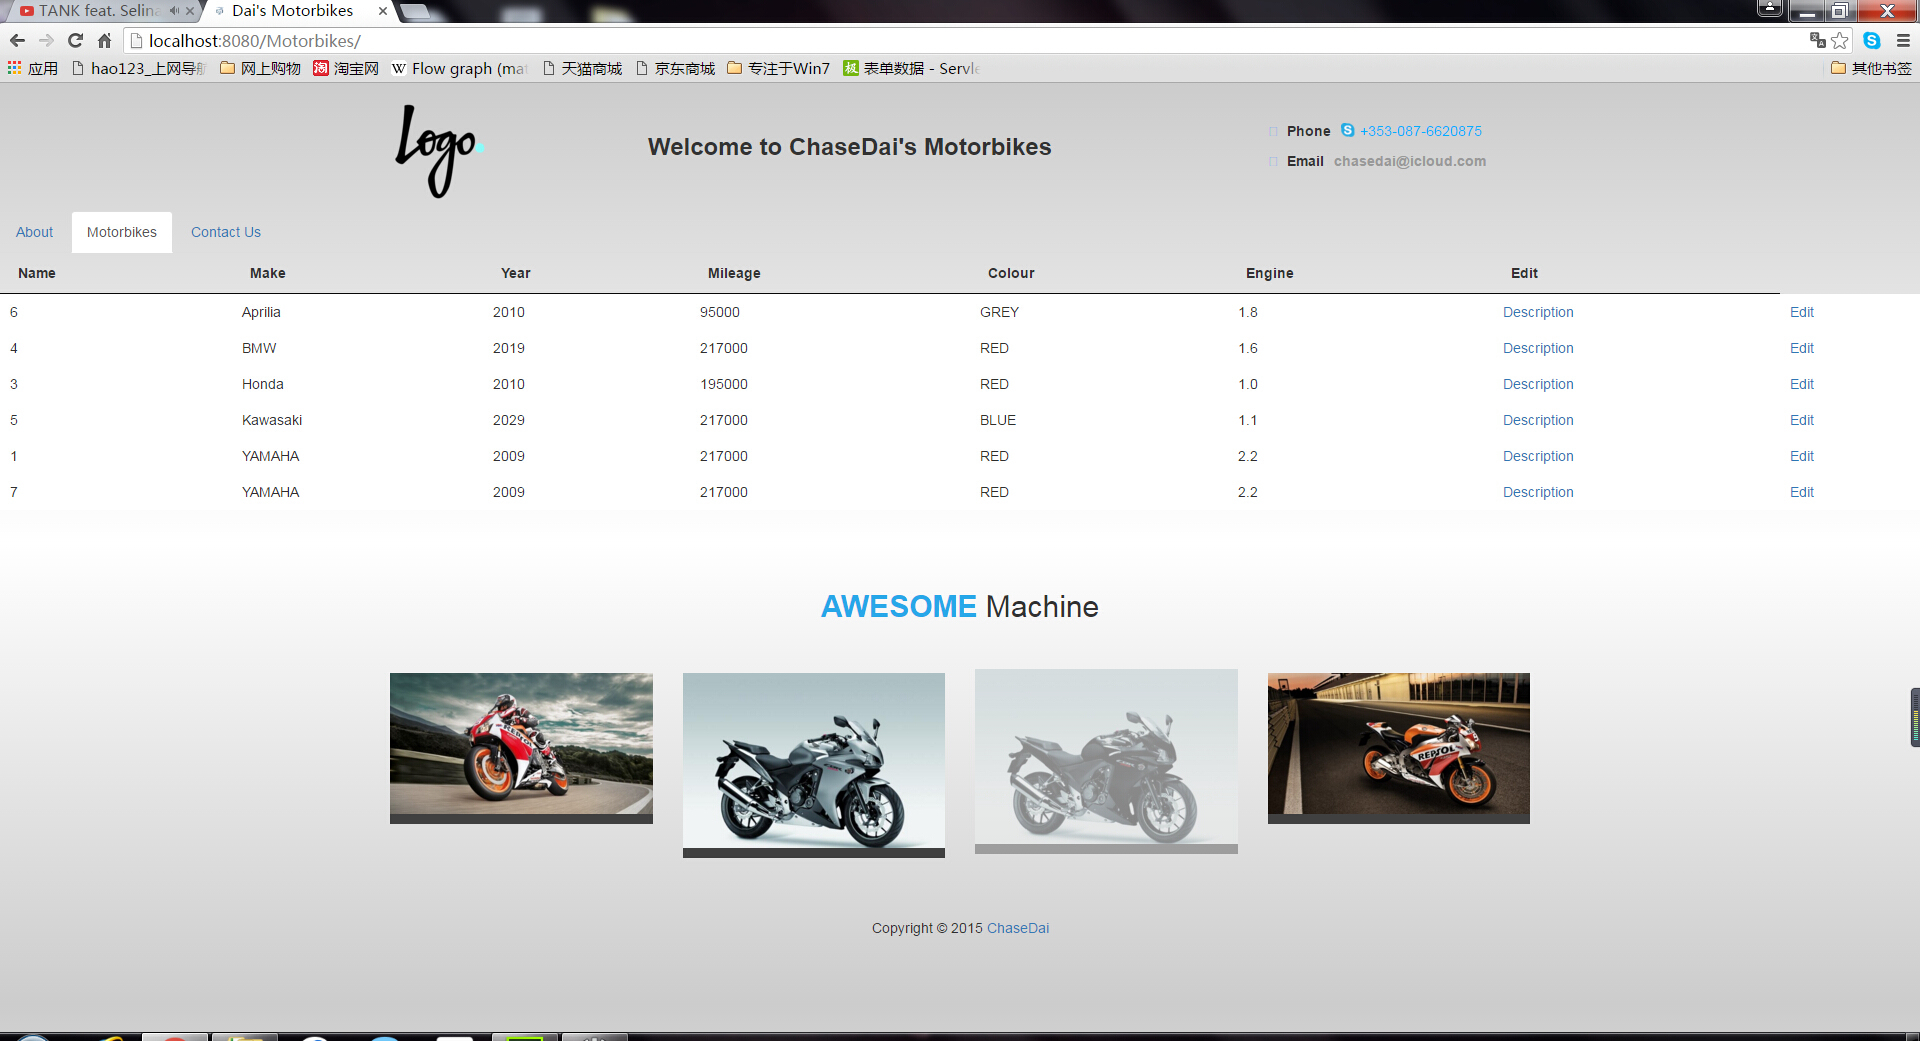 TANK feat. Selina
Dai's Motorbikes
localhost:8080/Motorbikes/
应用 hao123_上网导航 网上购物 淘宝网 Flow graph (mat 天猫商城 京东商城 专注于Win7 表单数据 - Servle 其他书签
Logo.
Welcome to ChaseDai's Motorbikes
Phone +353-087-6620875
Email chasedai@icloud.com
About Motorbikes Contact Us
Name Make Year Mileage Colour Engine Edit
6 Aprilia 2010 95000 GREY 1.8 Description Edit
4 BMW 2019 217000 RED 1.6 Description Edit
3 Honda 2010 195000 RED 1.0 Description Edit
5 Kawasaki 2029 217000 BLUE 1.1 Description Edit
1 YAMAHA 2009 217000 RED 2.2 Description Edit
7 YAMAHA 2009 217000 RED 2.2 Description Edit
AWESOME Machine
REPSOL
Copyright © 2015 ChaseDai